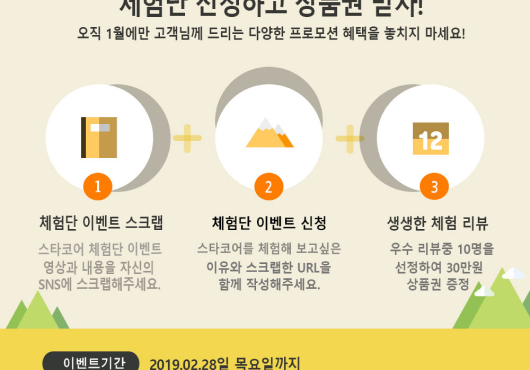 체험단 신청하고 상품권 받자!
오직 1월에만 고객님께 드리는 다양한 프로모션 혜택을 놓치지 마세요!
12
1
2
3
체험단 이벤트 스크랩
체험단 이벤트 신청
생생한 체험 리뷰
스타코어 체험단 이벤트
영상과 내용을 자신의
SNS에 스크랩해주세요.
스타코어를 체험해 보고싶은
이유와 스크랩한 URL을
함께 작성해주세요.
우수 리뷰중 10명을
선정하여 30만원
상품권 증정
이벤트기간 2019.02.28일 목요일까지